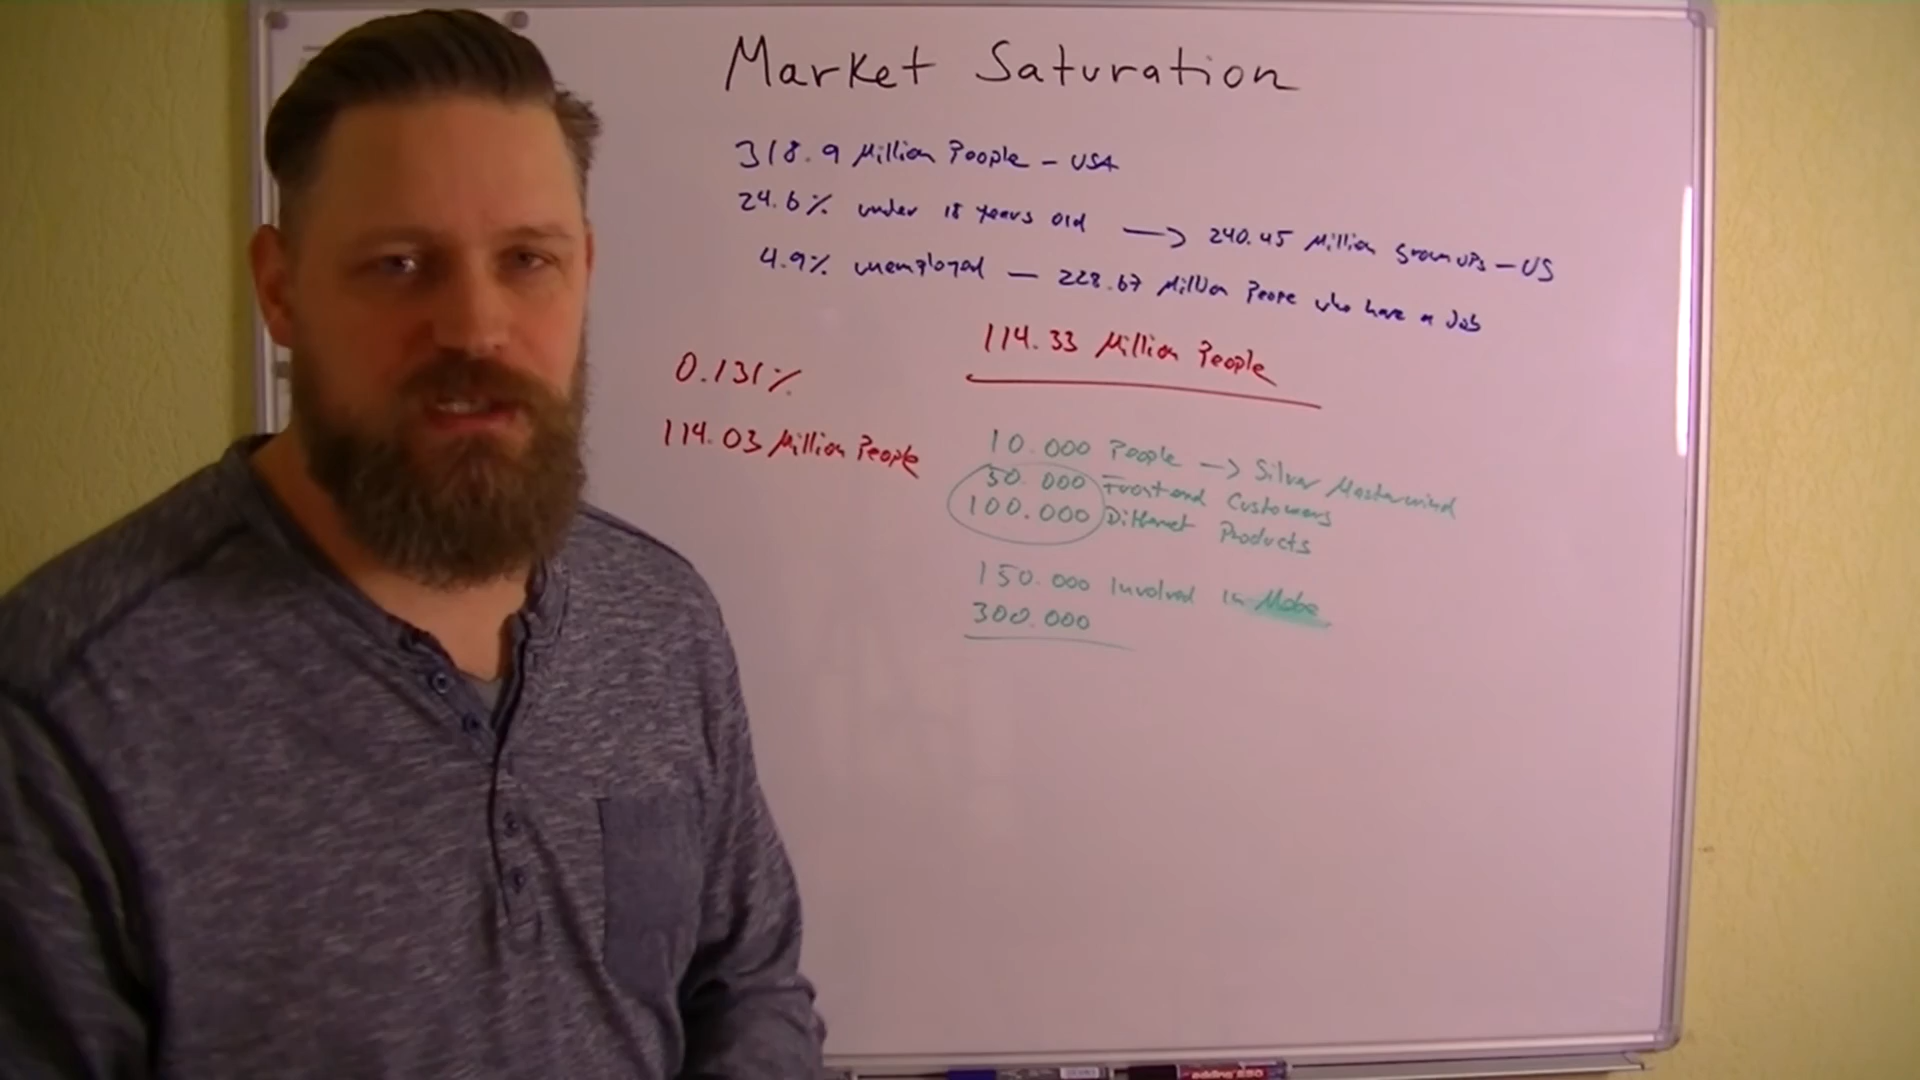 Market Saturation
318.9 Million People - USA
24.6% under 18 years old → 240.45 Million Grown ups - US
4.9% unemployed - 228.67 Million People who have a Job
114.33 Million People
0.131%
114.03 Million People
10.000 People → Silver Mastermind
50.000 Frontend Customers
100.000 Different Products
150.000 Involved in Mobe
300.000
edding